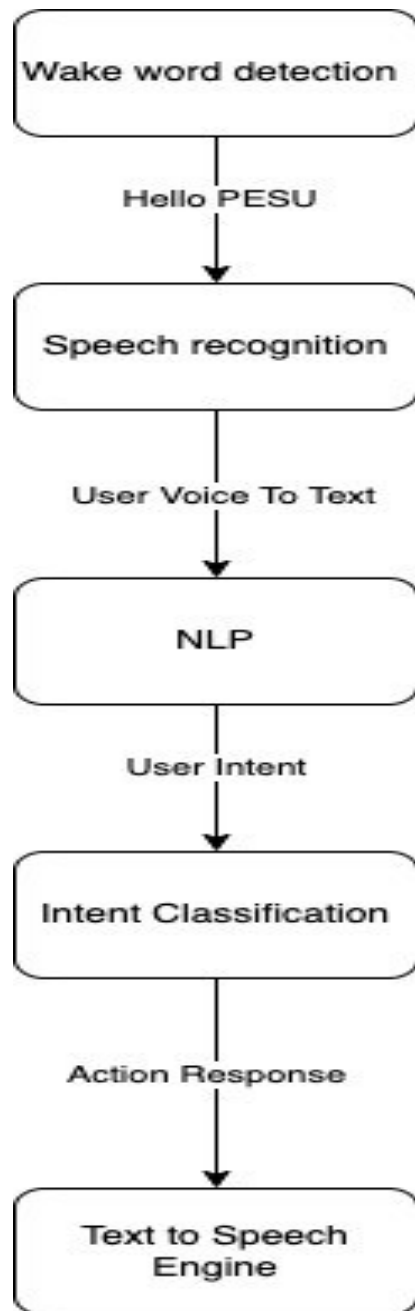 Wake word detection
Hello PESU
Speech recognition
User Voice To Text
NLP
User Intent
Intent Classification
Action Response
Text to Speech
Engine